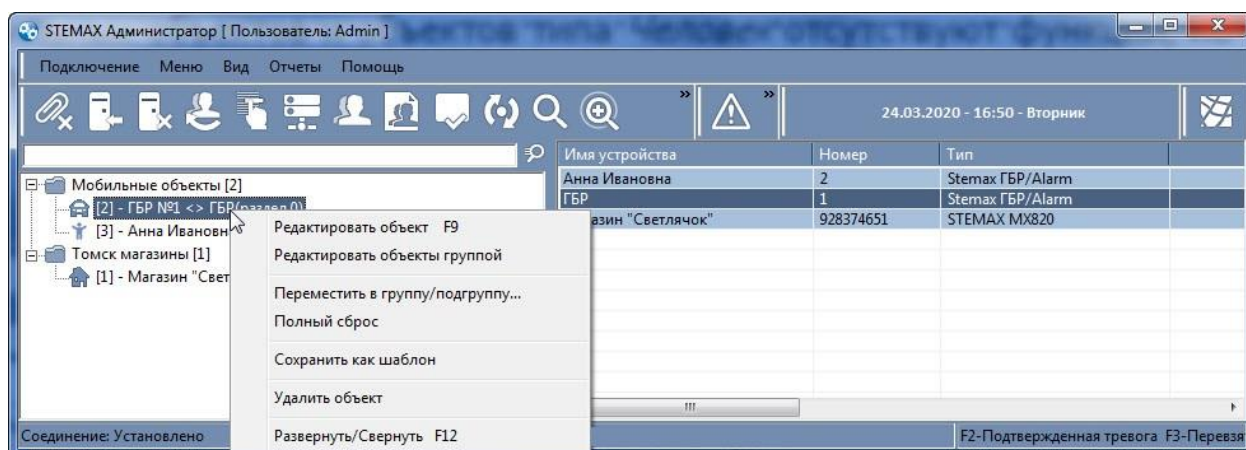 STEMAX Администратор [ Пользователь: Admin ]
Подключение Меню Вид Отчеты Помощь
24.03.2020 - 16:50 - Вторник
Имя устройства Номер Тип
Анна Ивановна 2 Stemax ГБР/Alarm
ГБР 1 Stemax ГБР/Alarm
азин "Светлячок" 928374651 STEMAX MX820
Мобильные объекты [2]
[2] - ГБР №1 <> ГБР(раздел 0)
[3] - Анна Ивановн
Томск магазины [1]
[1] - Магазин "Свет
Редактировать объект F9
Редактировать объекты группой
Переместить в группу/подгруппу...
Полный сброс
Сохранить как шаблон
Удалить объект
Развернуть/Свернуть F12
Соединение: Установлено
F2-Подтвержденная тревога F3-Перевзя